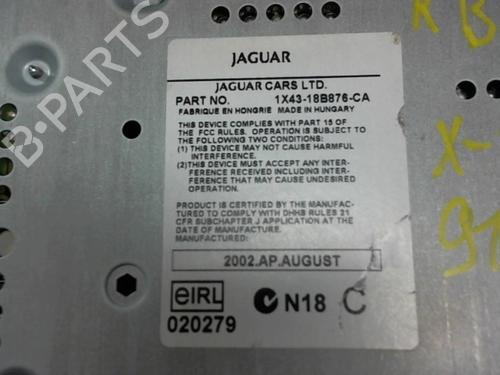 B-PARTS
JAGUAR
JAGUAR CARS LTD.
PART NO. 1X43-18B876-CA
FABRIQUE EN HONGRIE MADE IN HUNGARY
THIS DEVICE COMPLIES WITH PART 15 OF
THE FCC RULES. OPERATION IS SUBJECT TO
THE FOLLOWING TWO CONDITIONS:
(1) THIS DEVICE MAY NOT CAUSE HARMFUL
INTERFERENCE.
(2)THIS DEVICE MUST ACCEPT ANY INTER-
FERENCE RECEIVED INCLUDING INTER-
FERENCE THAT MAY CAUSE UNDESIRED
OPERATION.
PRODUCT IS CERTIFIED BY THE MANUFAC-
TURED TO COMPLY WITH DHHB RULES 21
CFR SUBCHAPTER J APPLICATION AT THE
DATE OF MANUFACTURE.
MANUFACTURED:
2002.AP.AUGUST
eIRL
020279
N18
C
X-